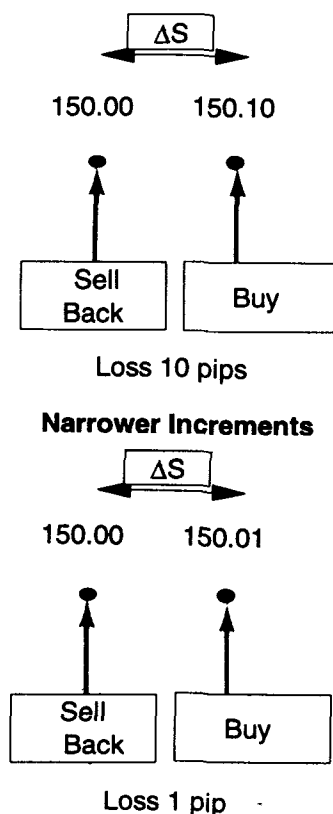 ΔS
150.00 150.10
Sell Back Buy
Loss 10 pips
Narrower Increments
ΔS
150.00 150.01
Sell Back Buy
Loss 1 pip